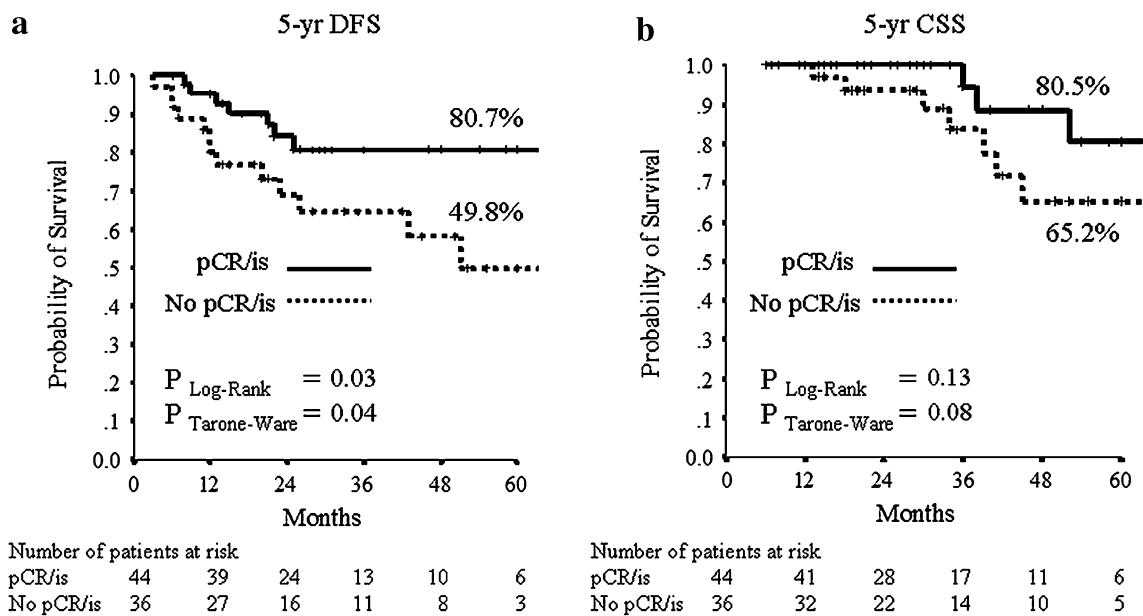 a
5-yr DFS
Probability of Survival
1.0
.9
.8
.7
.6
.5
.4
.3
.2
.1
0.0
80.7%
49.8%
pCR/is
No pCR/is
P Log-Rank = 0.03
P Tarone-Ware = 0.04
0 12 24 36 48 60
Months
Number of patients at risk
pCR/is 44 39 24 13 10 6
No pCR/is 36 27 16 11 8 3
b
5-yr CSS
Probability of Survival
1.0
.9
.8
.7
.6
.5
.4
.3
.2
.1
0.0
80.5%
65.2%
pCR/is
No pCR/is
P Log-Rank = 0.13
P Tarone-Ware = 0.08
0 12 24 36 48 60
Months
Number of patients at risk
pCR/is 44 41 28 17 11 6
No pCR/is 36 32 22 14 10 5